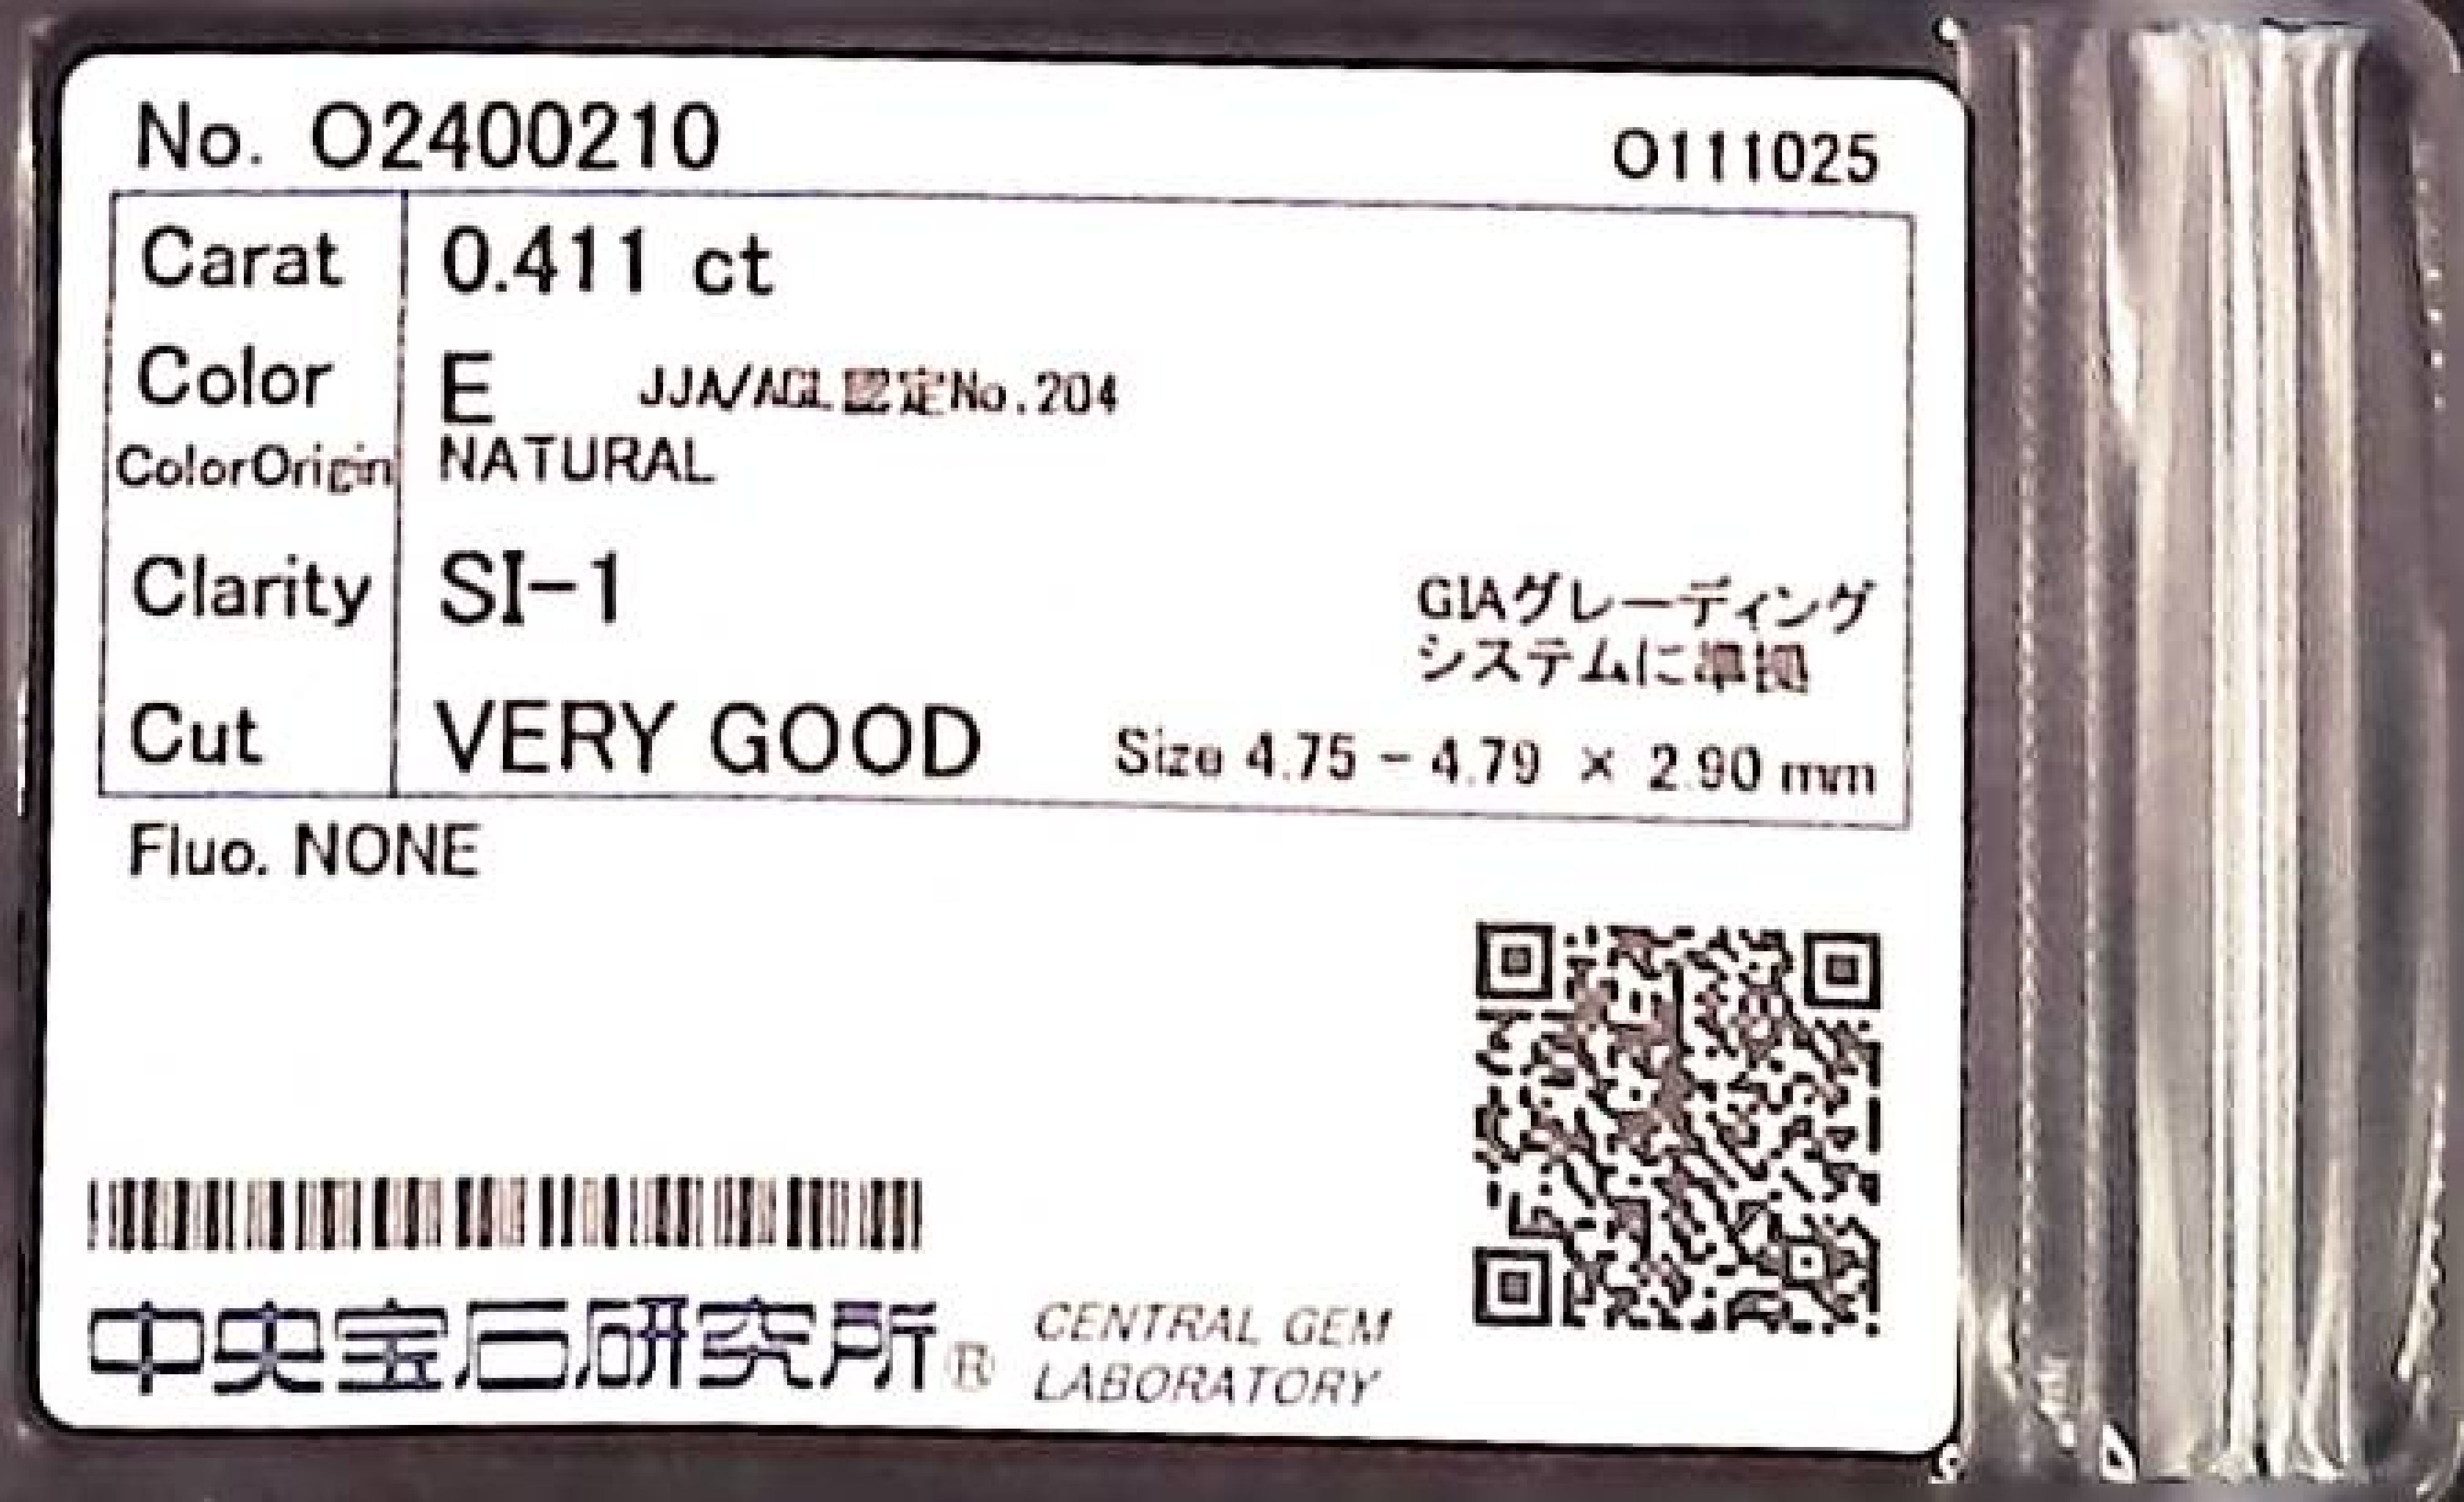 No. O2400210 O111025
Carat 0.411 ct
Color E JJA/AGL認定No.204
ColorOrigin NATURAL
Clarity SI-1
GIAグレーディング
システムに準拠
Cut VERY GOOD Size 4.75 - 4.79 × 2.90 mm
Fluo. NONE
中央宝石研究所® CENTRAL GEM
LABORATORY